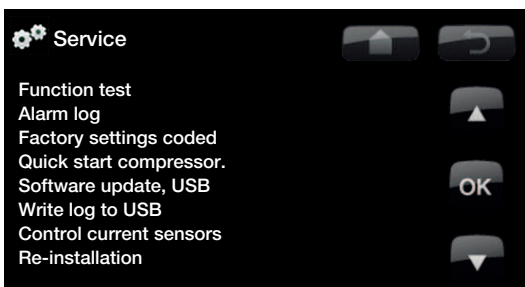 Service
Function test
Alarm log
Factory settings coded
Quick start compressor.
Software update, USB
OK
Write log to USB
Control current sensors
Re-installation